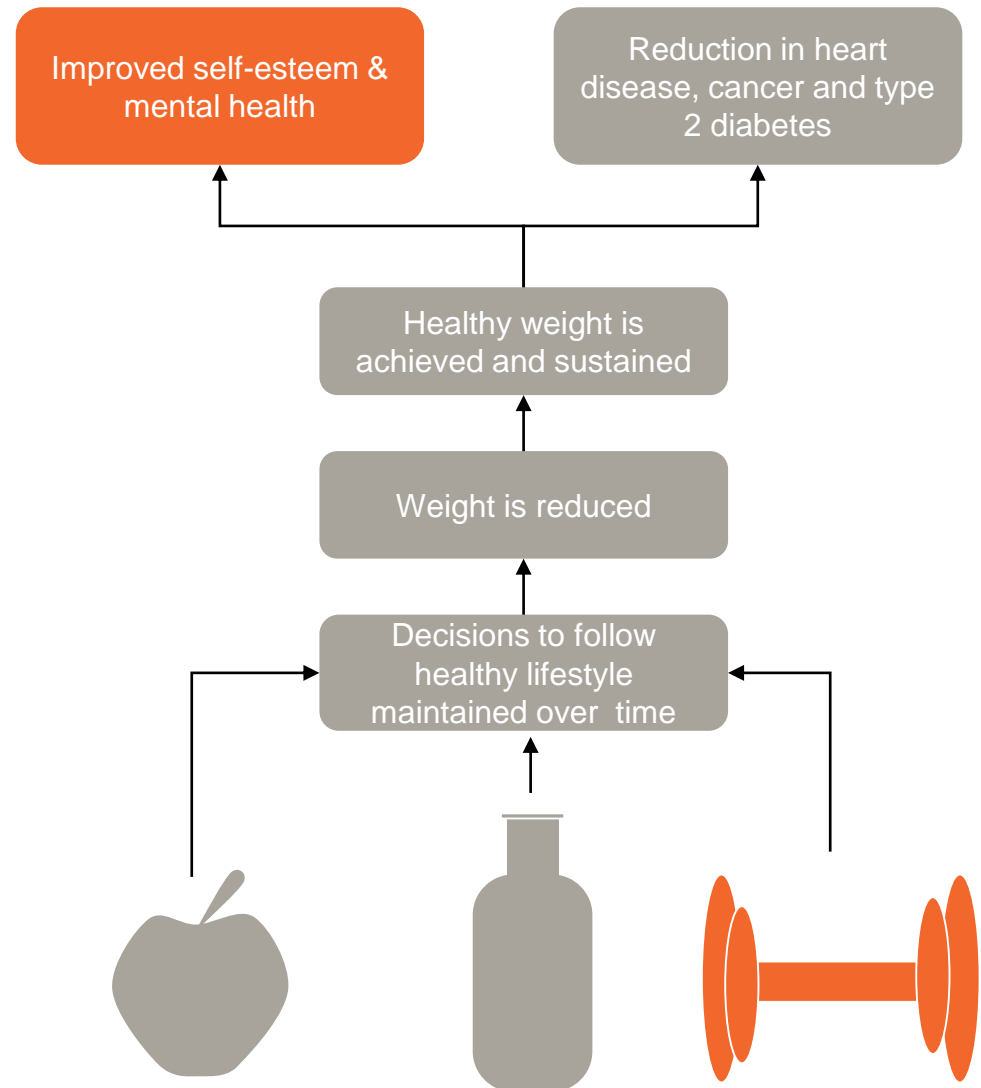 Improved self-esteem &
mental health
Reduction in heart
disease, cancer and type
2 diabetes
Healthy weight is
achieved and sustained
Weight is reduced
Decisions to follow
healthy lifestyle
maintained over  time